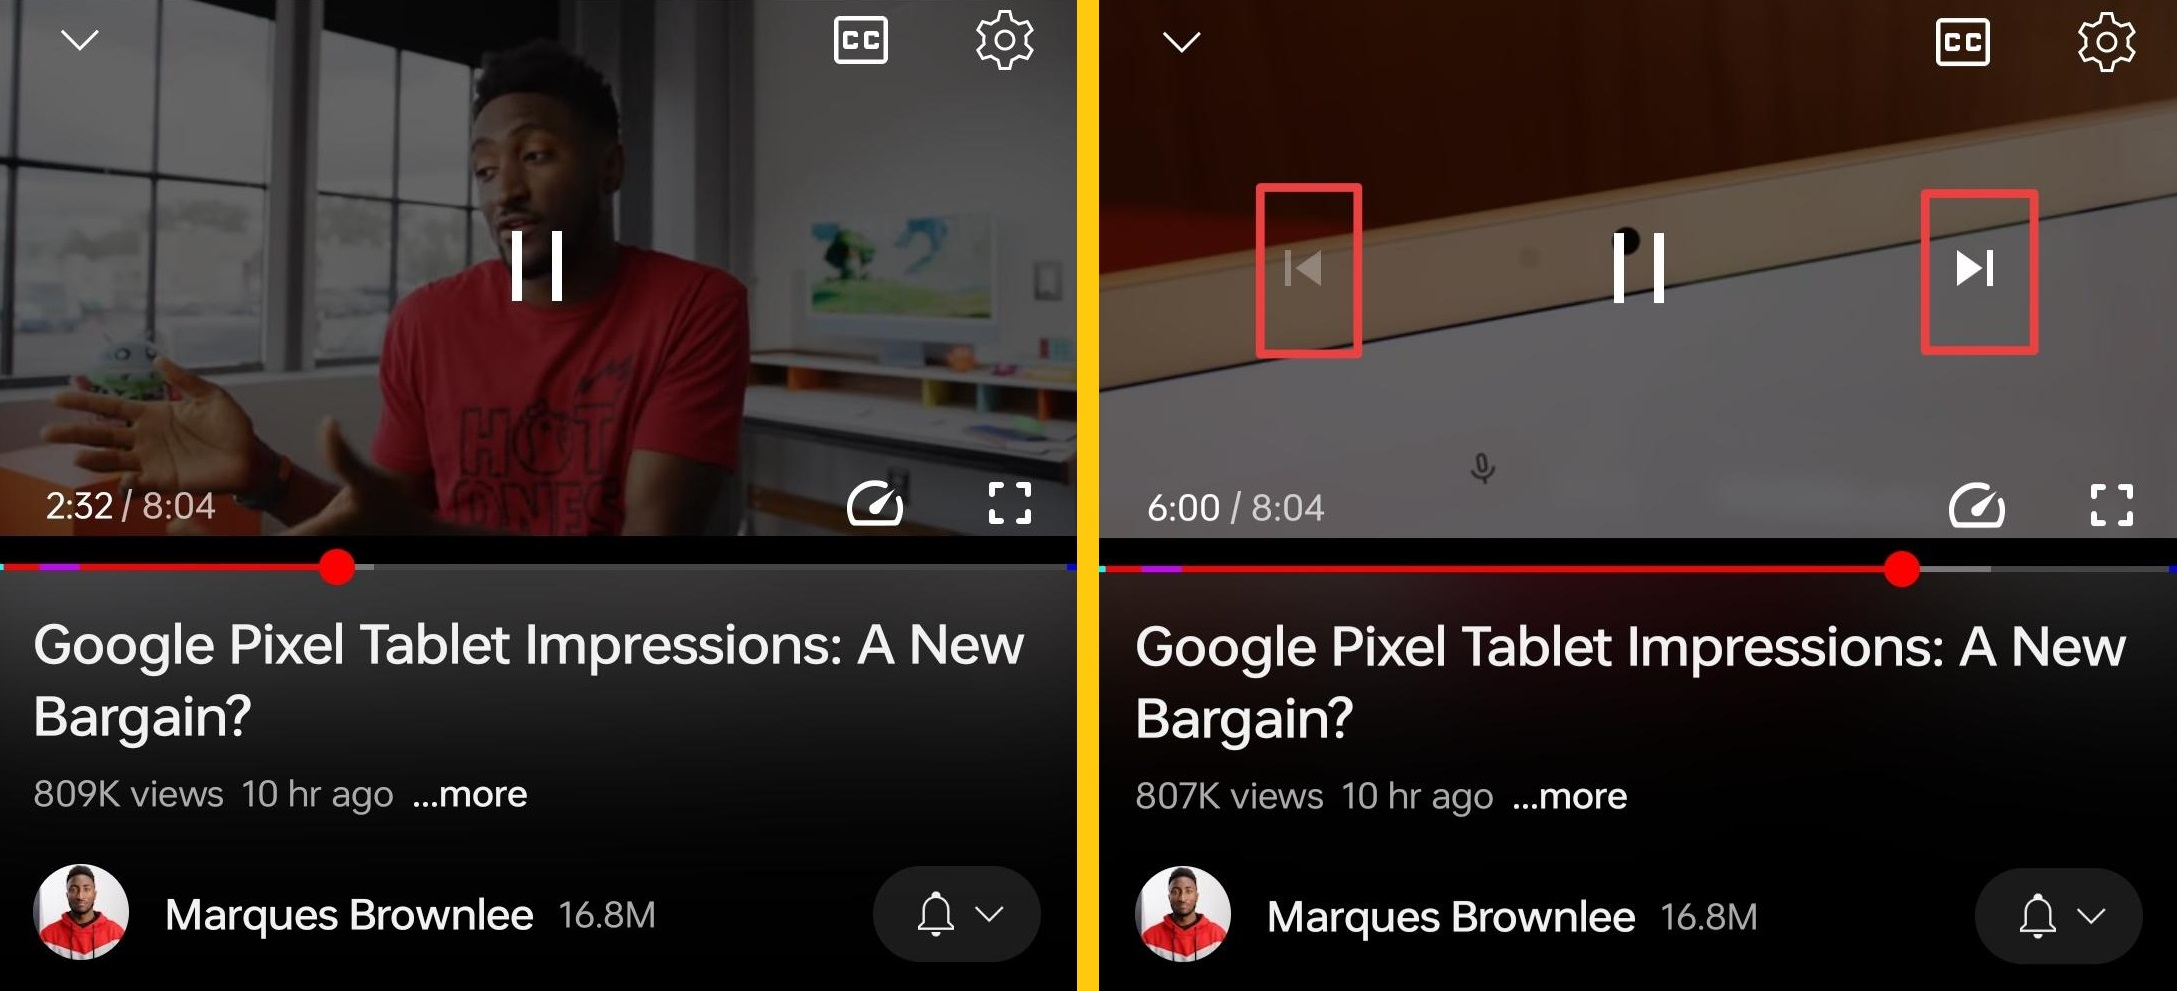 CC
HOT
ONES
2:32 / 8:04
Google Pixel Tablet Impressions: A New
Bargain?
809K views 10 hr ago ...more
Marques Brownlee 16.8M
CC
6:00 / 8:04
Google Pixel Tablet Impressions: A New
Bargain?
807K views 10 hr ago ...more
Marques Brownlee 16.8M